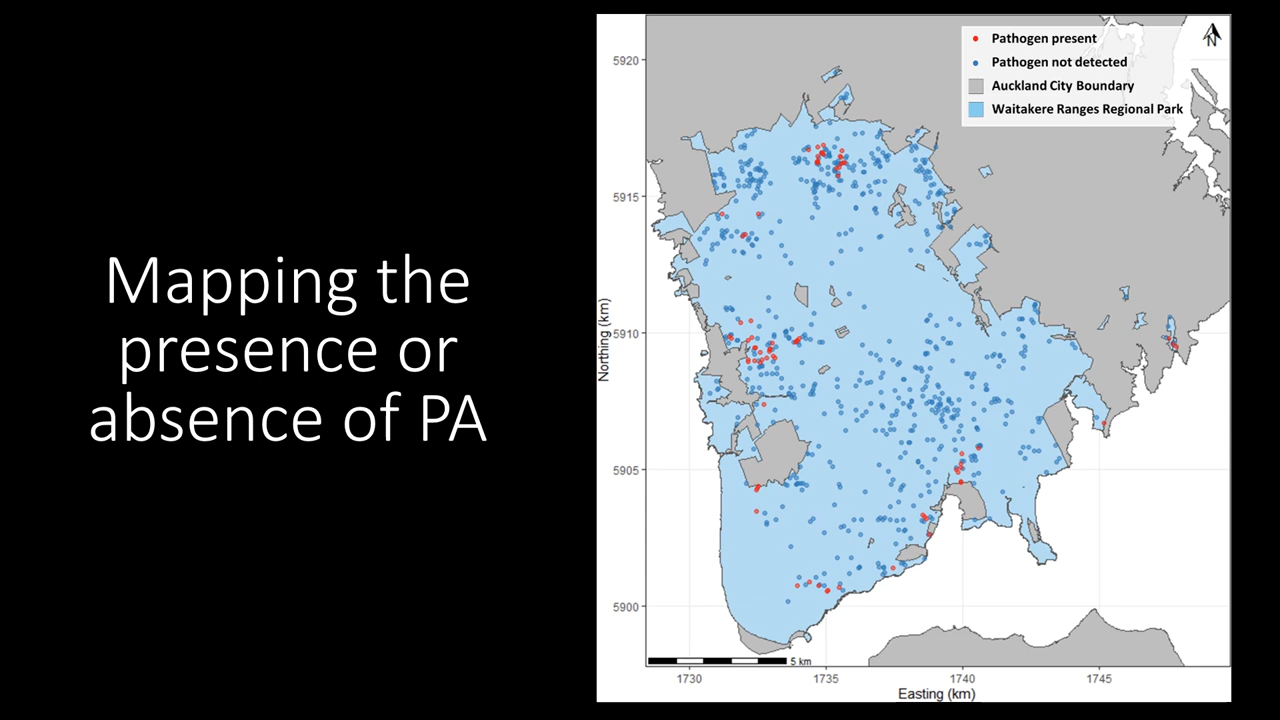 Mapping the
presence or
absence of PA
Pathogen present
Pathogen not detected
Auckland City Boundary
Waitakere Ranges Regional Park
N
5920
5915
5910
5905
5900
Northing (km)
5 km
1730
1735
1740
1745
Easting (km)